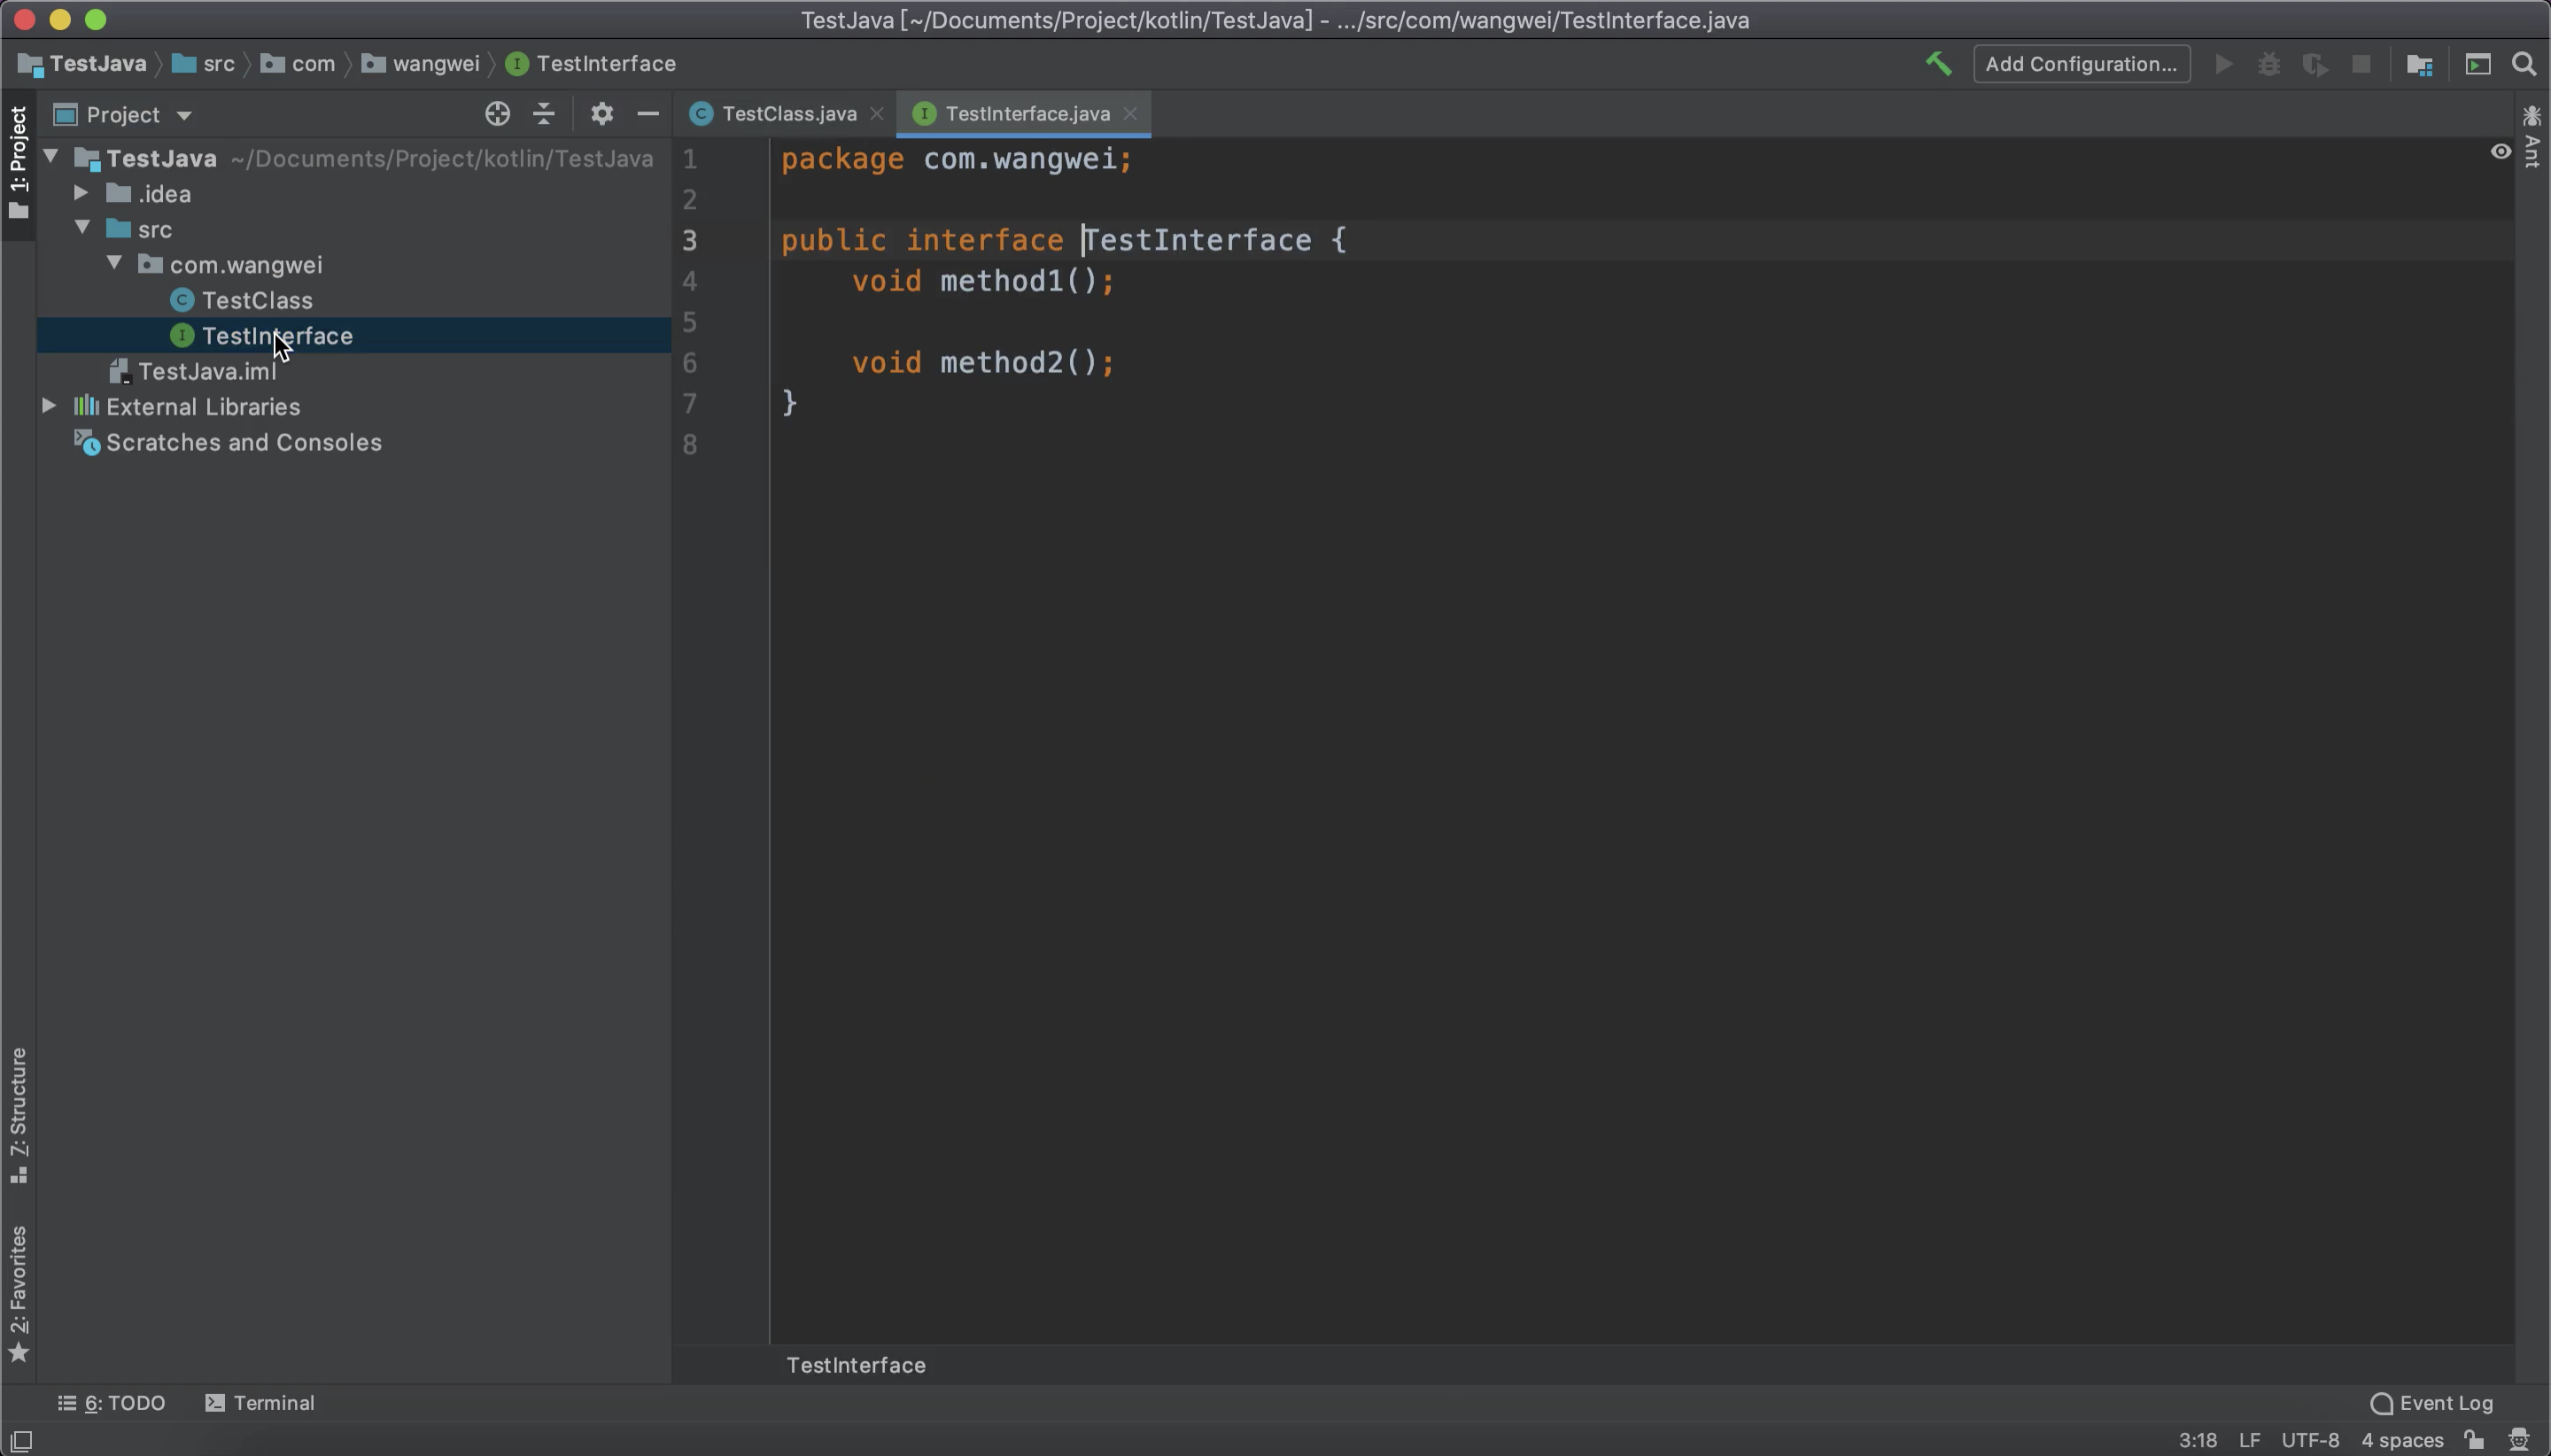 TestJava [~/Documents/Project/kotlin/TestJava] - .../src/com/wangwei/TestInterface.java
TestJava src com wangwei TestInterface
Add Configuration...
1: Project
Project
TestClass.java
TestInterface.java
Ant
TestJava ~/Documents/Project/kotlin/TestJava
.idea
src
com.wangwei
TestClass
TestInterface
TestJava.iml
External Libraries
Scratches and Consoles
1 package com.wangwei;
2
3 public interface TestInterface {
4 void method1();
5
6 void method2();
7 }
8
7: Structure
2: Favorites
TestInterface
6: TODO
Terminal
Event Log
3:18 LF UTF-8 4 spaces